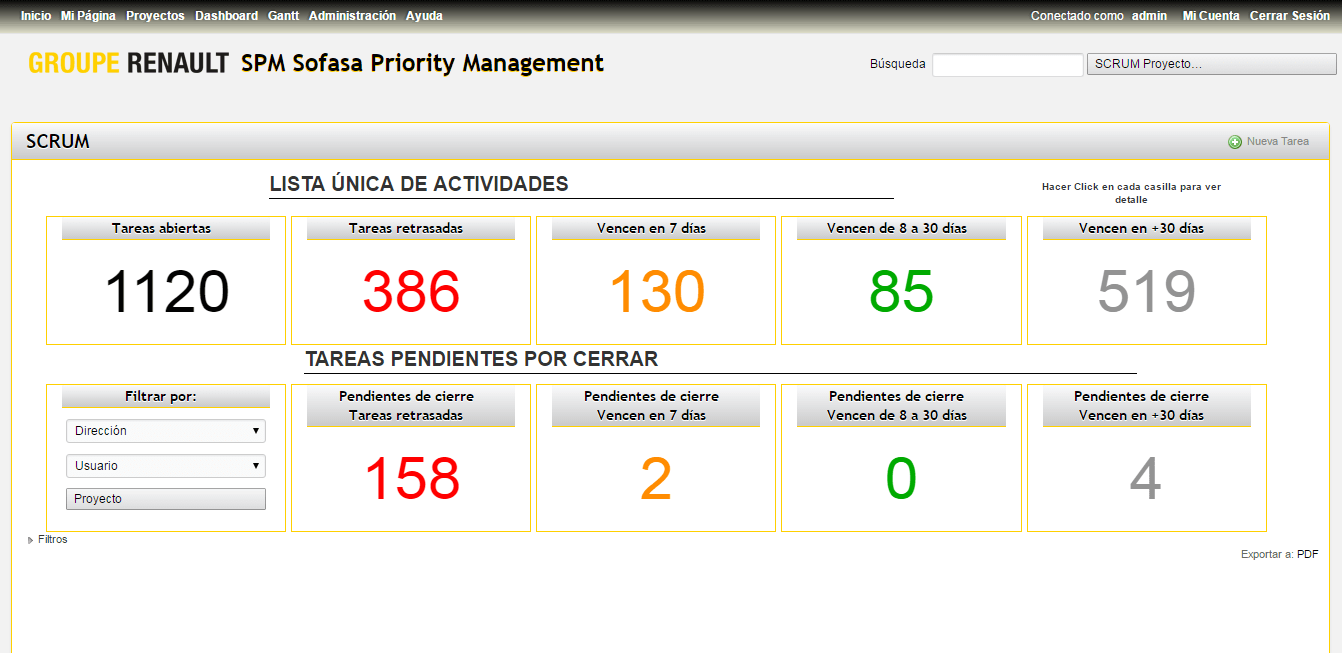 Inicio Mi Página Proyectos Dashboard Gantt Administración Ayuda Conectado como admin Mi Cuenta Cerrar Sesión
GROUPE RENAULT SPM Sofasa Priority Management Búsqueda SCRUM Proyecto...
SCRUM Nueva Tarea
LISTA ÚNICA DE ACTIVIDADES
Hacer Click en cada casilla para ver
detalle
Tareas abiertas Tareas retrasadas Vencen en 7 días Vencen de 8 a 30 días Vencen en +30 días
1120 386 130 85 519
TAREAS PENDIENTES POR CERRAR
Filtrar por:
Dirección
Usuario
Proyecto
Pendientes de cierre
Tareas retrasadas
158
Pendientes de cierre
Vencen en 7 días
2
Pendientes de cierre
Vencen de 8 a 30 días
0
Pendientes de cierre
Vencen en +30 días
4
Filtros
Exportar a: PDF